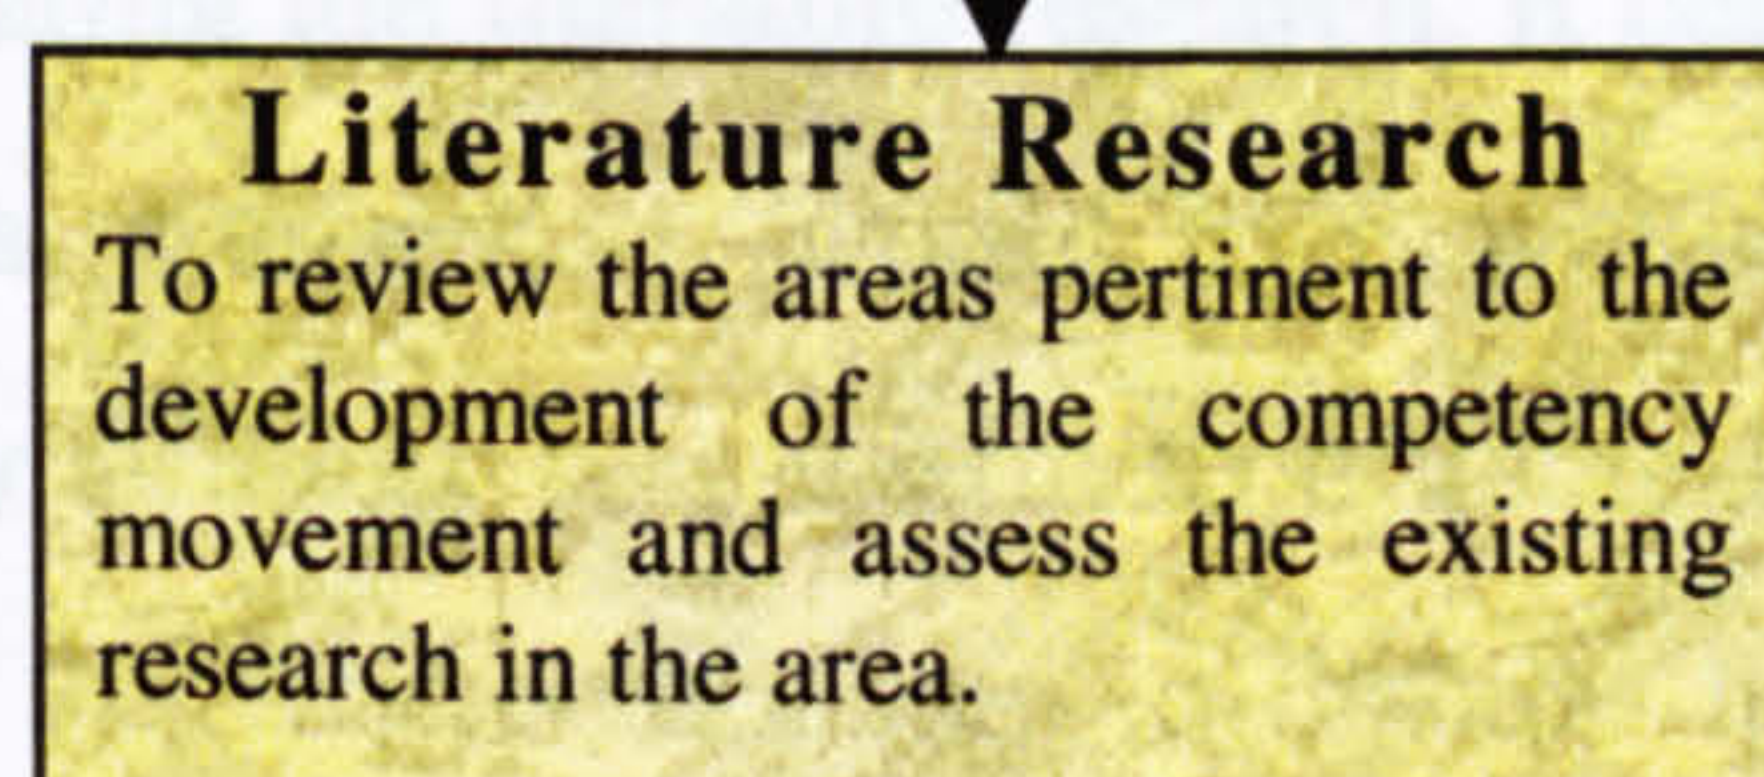 Literature Research
To review the areas pertinent to the
development of the competency
movement and assess the existing
research in the area.